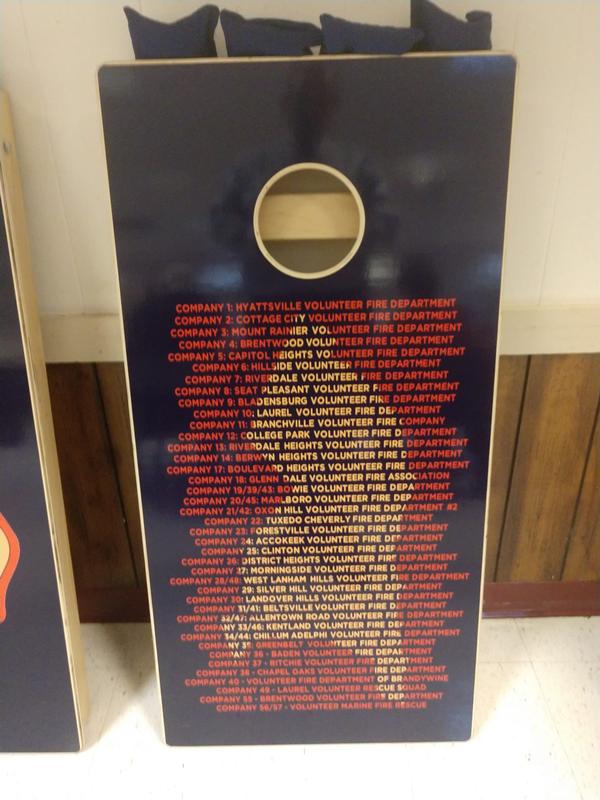 COMPANY 1: HYATTSVILLE VOLUNTEER FIRE DEPARTMENT
COMPANY 2: COTTAGE CITY VOLUNTEER FIRE DEPARTMENT
COMPANY 3: MOUNT RAINIER VOLUNTEER FIRE DEPARTMENT
COMPANY 4: BRENTWOOD VOLUNTEER FIRE DEPARTMENT
COMPANY 5: CAPITOL HEIGHTS VOLUNTEER FIRE DEPARTMENT
COMPANY 6: HILLSIDE VOLUNTEER FIRE DEPARTMENT
COMPANY 7: RIVERDALE VOLUNTEER FIRE DEPARTMENT
COMPANY 8: SEAT PLEASANT VOLUNTEER FIRE DEPARTMENT
COMPANY 9: BLADENSBURG VOLUNTEER FIRE DEPARTMENT
COMPANY 10: LAUREL VOLUNTEER FIRE DEPARTMENT
COMPANY 11: BRANCHVILLE VOLUNTEER FIRE COMPANY
COMPANY 12: COLLEGE PARK VOLUNTEER FIRE DEPARTMENT
COMPANY 13: RIVERDALE HEIGHTS VOLUNTEER FIRE DEPARTMENT
COMPANY 14: BERWYN HEIGHTS VOLUNTEER FIRE DEPARTMENT
COMPANY 17: BOULEVARD HEIGHTS VOLUNTEER FIRE DEPARTMENT
COMPANY 18: GLENN DALE VOLUNTEER FIRE ASSOCIATION
COMPANY 19/39/43: BOWIE VOLUNTEER FIRE DEPARTMENT
COMPANY 20/45: MARLBORO VOLUNTEER FIRE DEPARTMENT
COMPANY 21/42: OXON HILL VOLUNTEER FIRE DEPARTMENT #2
COMPANY 22: TUXEDO CHEVERLY FIRE DEPARTMENT
COMPANY 23: FORESTVILLE VOLUNTEER FIRE DEPARTMENT
COMPANY 24: ACCOKEEK VOLUNTEER FIRE DEPARTMENT
COMPANY 25: CLINTON VOLUNTEER FIRE DEPARTMENT
COMPANY 26: DISTRICT HEIGHTS VOLUNTEER FIRE DEPARTMENT
COMPANY 27: MORNINGSIDE VOLUNTEER FIRE DEPARTMENT
COMPANY 28/48: WEST LANHAM HILLS VOLUNTEER FIRE DEPARTMENT
COMPANY 29: SILVER HILL VOLUNTEER FIRE DEPARTMENT
COMPANY 30: LANDOVER HILLS VOLUNTEER FIRE DEPARTMENT
COMPANY 31/41: BELTSVILLE VOLUNTEER FIRE DEPARTMENT
COMPANY 32/47: ALLENTOWN ROAD VOLUNTEER FIRE DEPARTMENT
COMPANY 33/46: KENTLAND VOLUNTEER FIRE DEPARTMENT
COMPANY 34/44: CHILLUM ADELPHI VOLUNTEER FIRE DEPARTMENT
COMPANY 35: GREENBELT VOLUNTEER FIRE DEPARTMENT
COMPANY 36 - BADEN VOLUNTEER FIRE DEPARTMENT
COMPANY 37 - RITCHIE VOLUNTEER FIRE DEPARTMENT
COMPANY 38 - CHAPEL OAKS VOLUNTEER FIRE DEPARTMENT
COMPANY 40 - VOLUNTEER FIRE DEPARTMENT OF BRANDYWINE
COMPANY 49 - LAUREL VOLUNTEER RESCUE SQUAD
COMPANY 55 - BRENTWOOD VOLUNTEER FIRE DEPARTMENT
COMPANY 56/57 - VOLUNTEER MARINE FIRE RESCUE